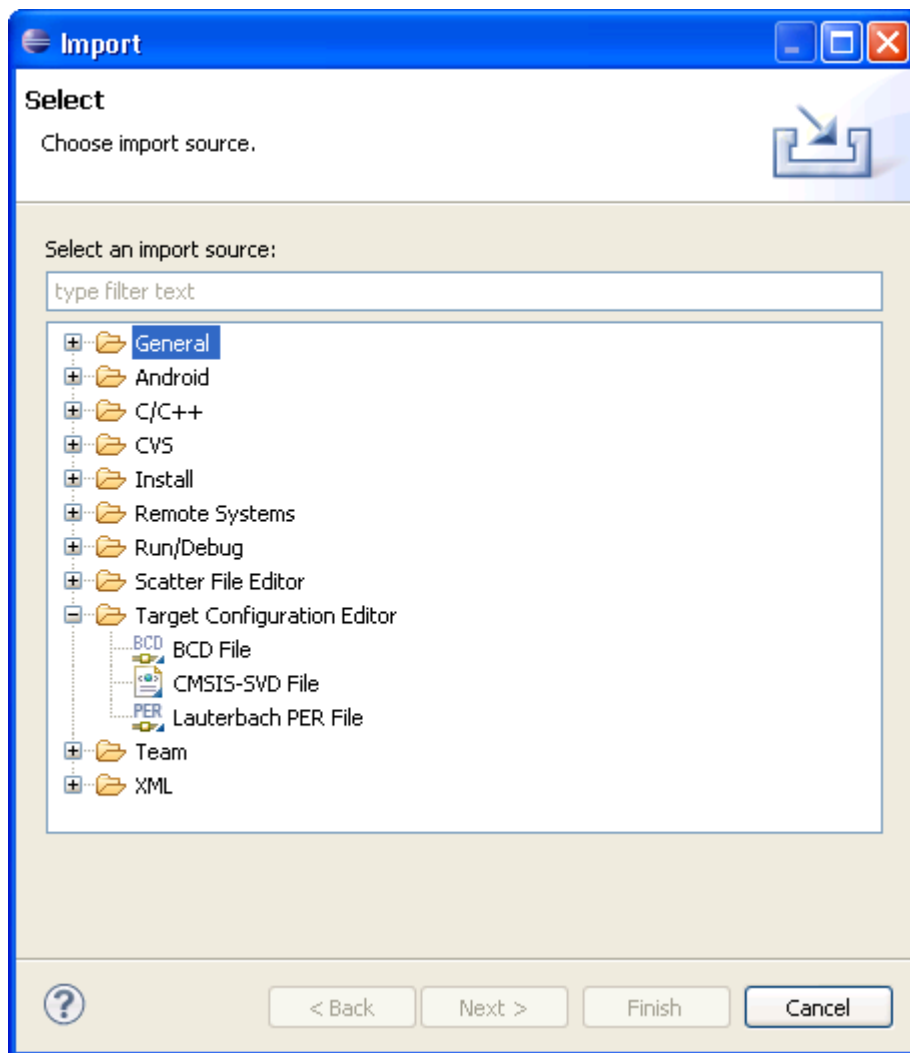 Import
Select
Choose import source.
Select an import source:
type filter text
General
Android
C/C++
CVS
Install
Remote Systems
Run/Debug
Scatter File Editor
Target Configuration Editor
BCD BCD File
CMSIS-SVD File
PER Lauterbach PER File
Team
XML
? < Back Next > Finish Cancel